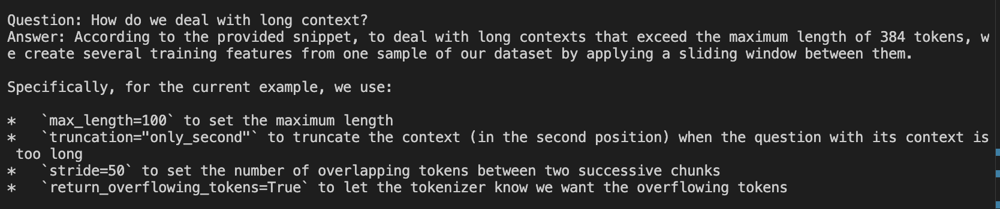 Question: How do we deal with long context?
Answer: According to the provided snippet, to deal with long contexts that exceed the maximum length of 384 tokens, w
e create several training features from one sample of our dataset by applying a sliding window between them.
Specifically, for the current example, we use:
*   `max_length=100` to set the maximum length
*   `truncation="only_second"` to truncate the context (in the second position) when the question with its context is
too long
*   `stride=50` to set the number of overlapping tokens between two successive chunks
*   `return_overflowing_tokens=True` to let the tokenizer know we want the overflowing tokens